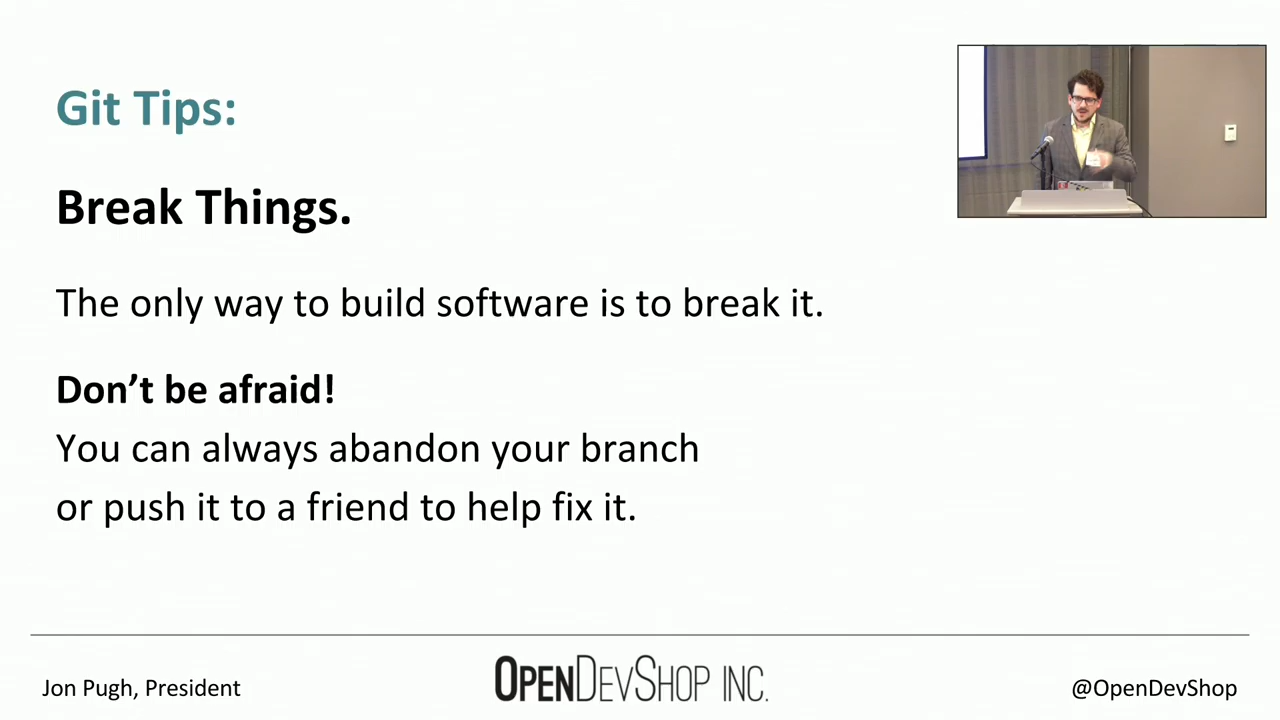 Git Tips:
Break Things.
The only way to build software is to break it.
Don’t be afraid!
You can always abandon your branch
or push it to a friend to help fix it.
Jon Pugh, President
OPENDEVSHOP INC.
@OpenDevShop